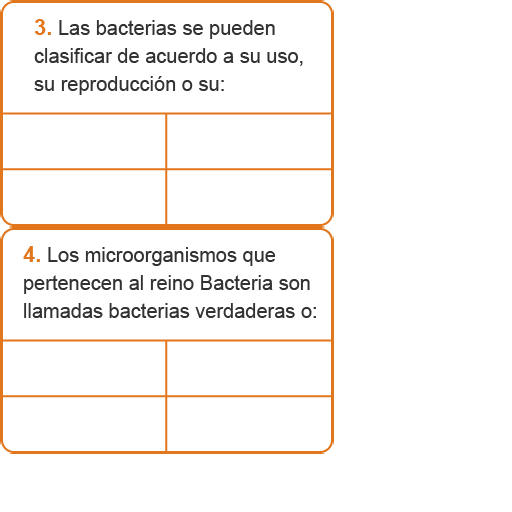 3. Las bacterias se pueden
clasificar de acuerdo a su uso,
su reproducción o su:
4. Los microorganismos que
pertenecen al reino Bacteria son
llamadas bacterias verdaderas o: